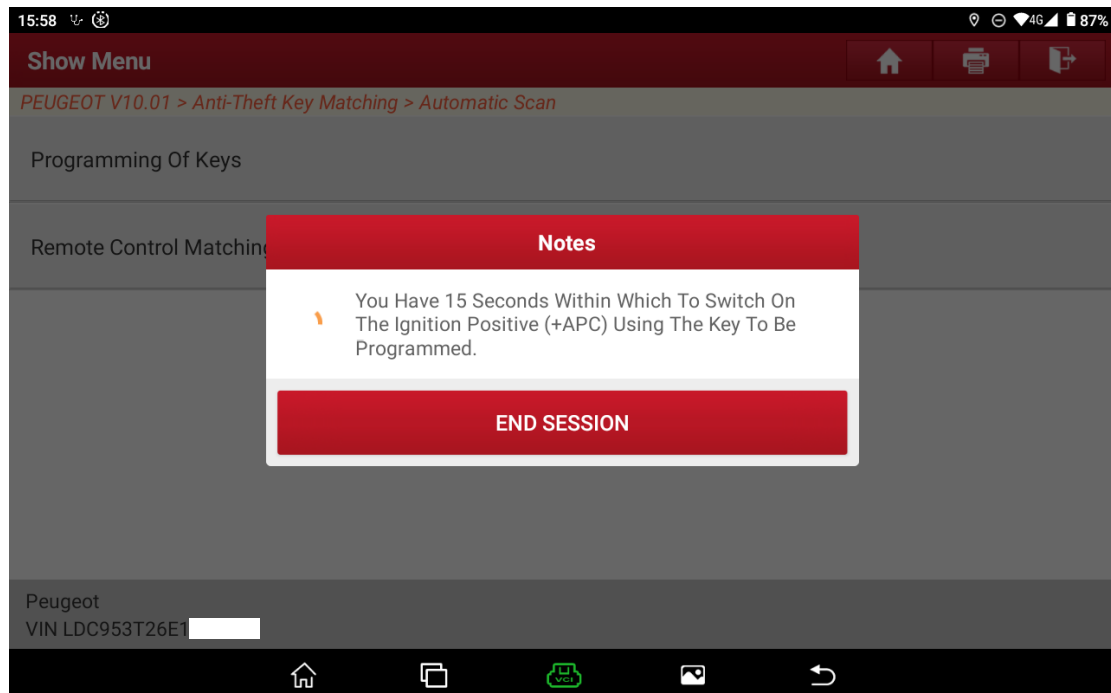 15:58 4G 87%
Show Menu
PEUGEOT V10.01 > Anti-Theft Key Matching > Automatic Scan
Programming Of Keys
Remote Control Matching
Notes
You Have 15 Seconds Within Which To Switch On
The Ignition Positive (+APC) Using The Key To Be
Programmed.
END SESSION
Peugeot
VIN LDC953T26E1
VCI